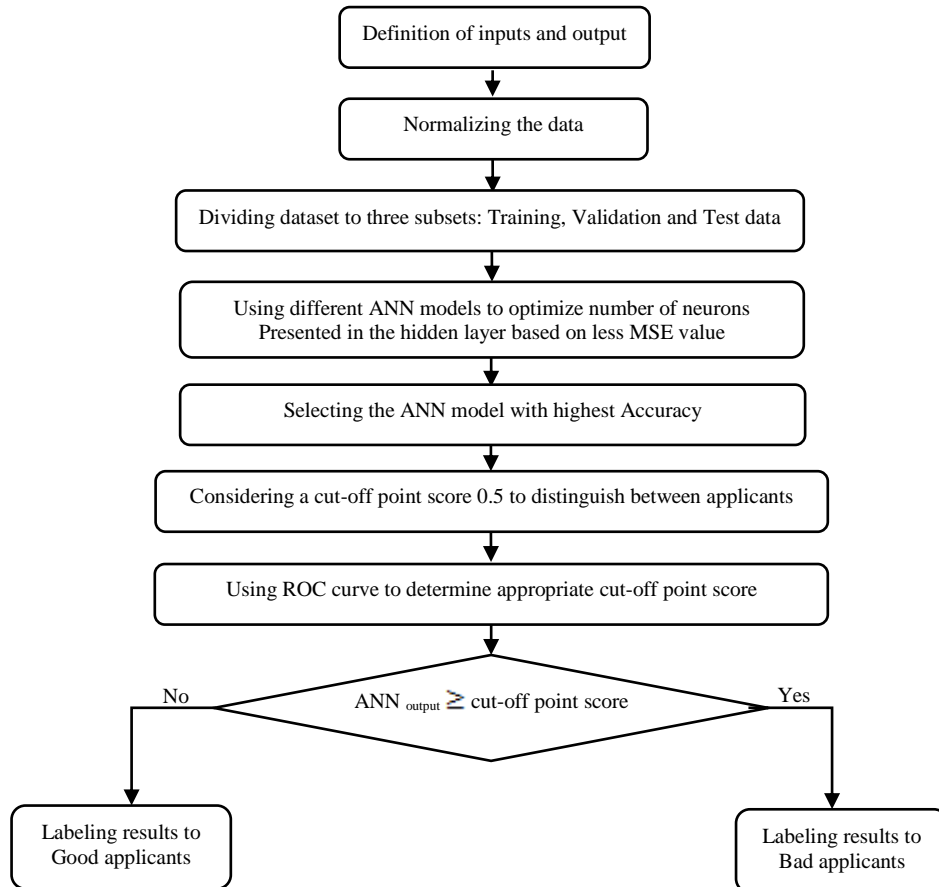 Definition of inputs and output
Normalizing the data
Dividing dataset to three subsets: Training, Validation and Test data
Using different ANN models to optimize number of neurons
Presented in the hidden layer based on less MSE value
Selecting the ANN model with highest Accuracy
Considering a cut-off point score 0.5 to distinguish between applicants
Using ROC curve to determine appropriate cut-off point score
No
ANN output ≥ cut-off point score
Yes
Labeling results to
Good applicants
Labeling results to
Bad applicants